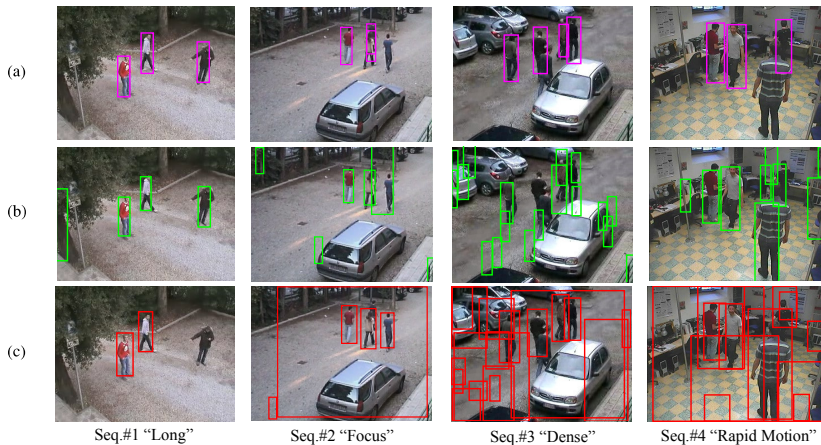 (a)
(b)
(c)
Seq.#1 “Long”
Seq.#2 “Focus”
Seq.#3 “Dense”
Seq.#4 “Rapid Motion”